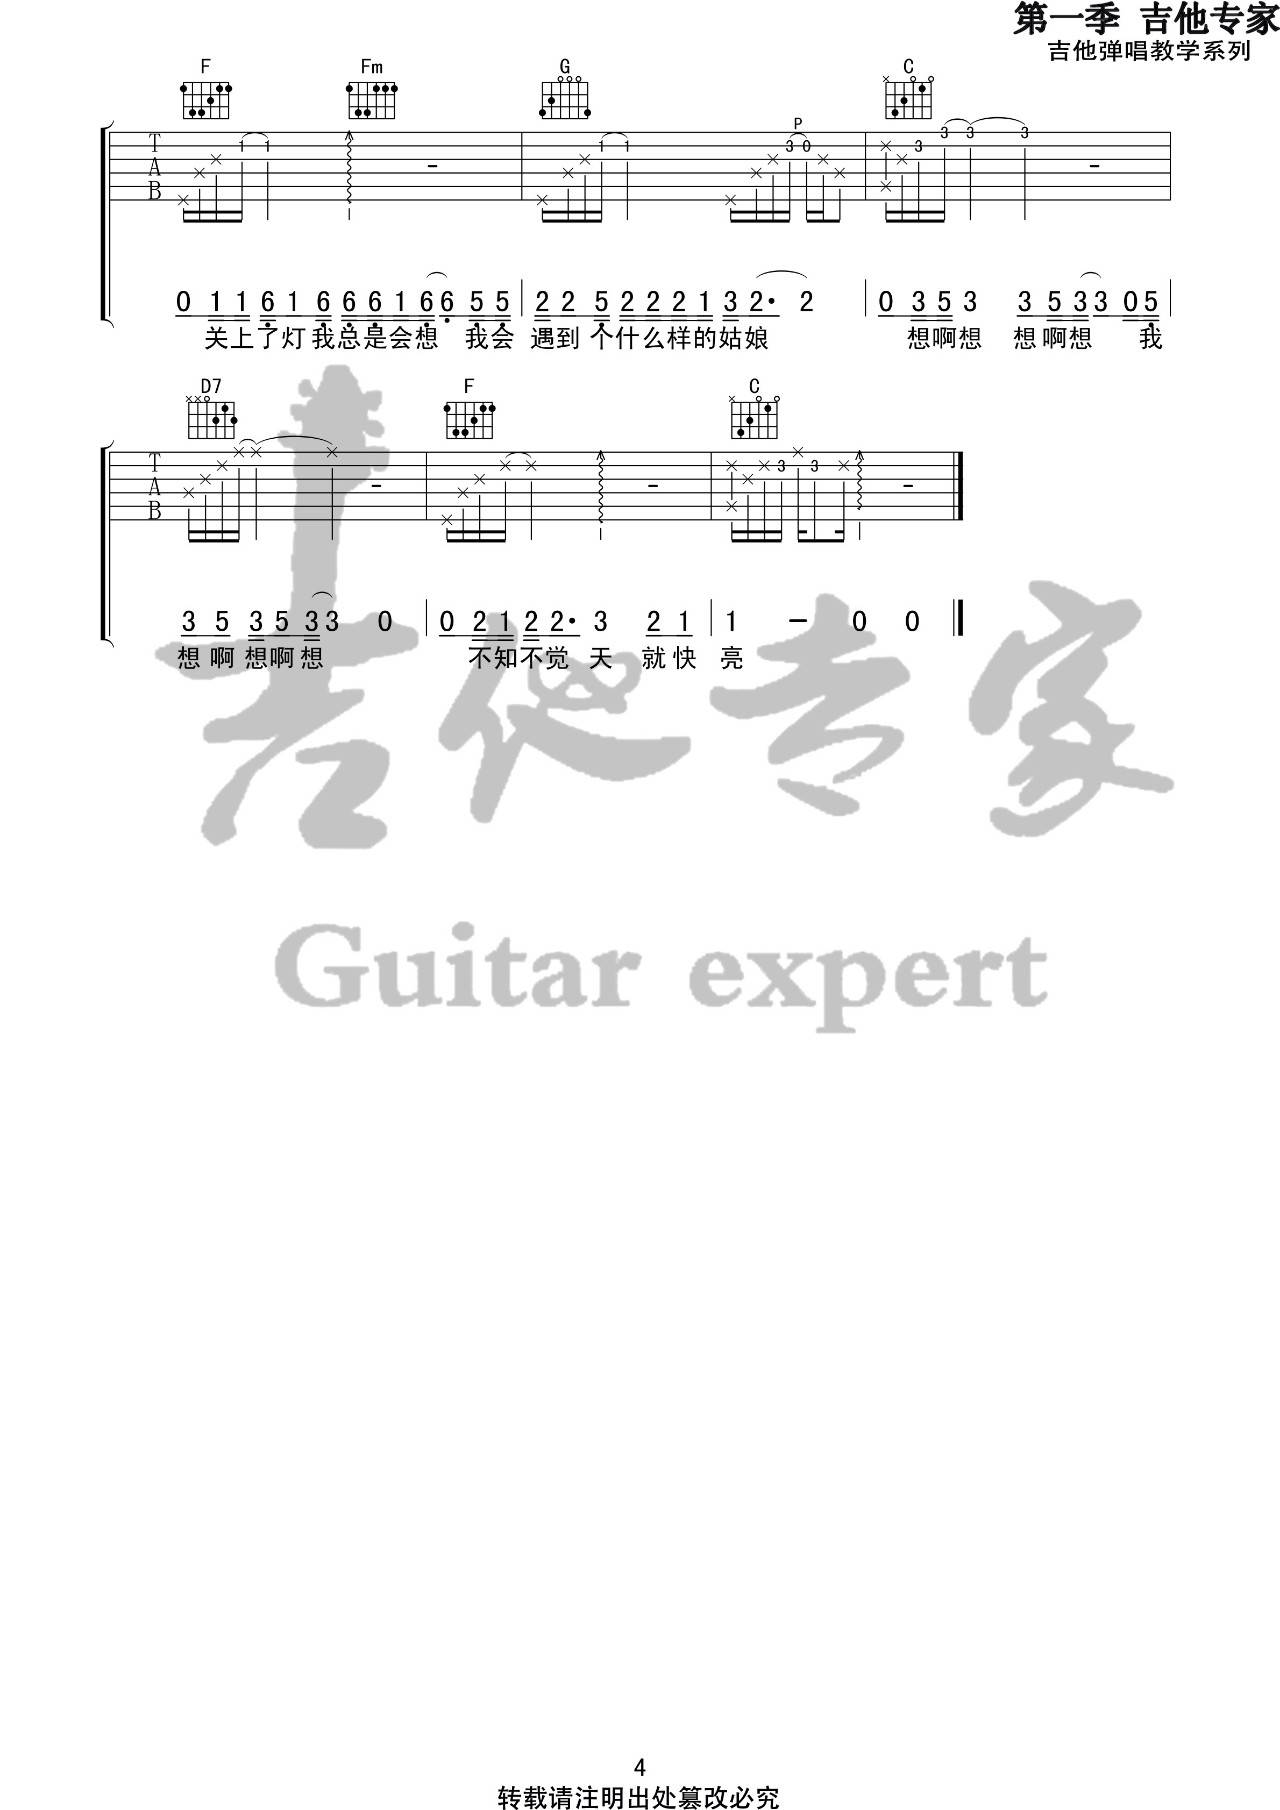 第一季 吉他专家
吉他弹唱教学系列
F Fm G C
T A B 1 1 - 1 1 P 3 0 3 3 3 3 -
0 1 1 6 1 6 6 6 1 6 6 5 5 2 2 5 2 2 2 1 3 2· 2 0 3 5 3 3 5 3 3 0 5
关上了灯 我总是会想 我会 遇到 个什么样的姑娘 想啊想 想啊想 我
D7 F C
T A B - - 3 3 -
3 5 3 5 3 3 0 0 2 1 2 2· 3 2 1 1 - 0 0
想 啊 想啊想 不知不觉 天 就 快 亮
吉他专家
Guitar expert
4
转载请注明出处篡改必究